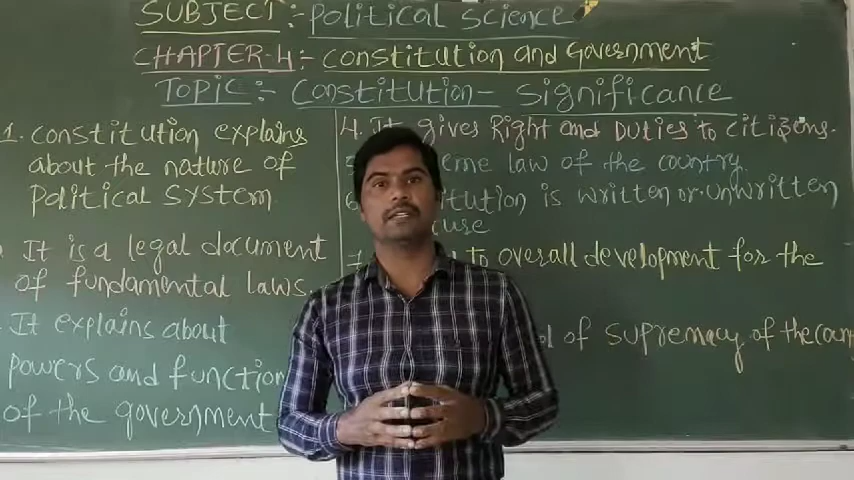 SUBJECT :- political science
CHAPTER-4 :- constitution and Government
TOPIC :- Constitution - Significance
1. constitution explains
about the nature of
political system
It is a legal document
of fundamental laws.
It explains about
powers and function
of the government
4. It gives Right and Duties to citizens.
law of the country.
is written or unwritten
to overall development for the
of supremacy of the